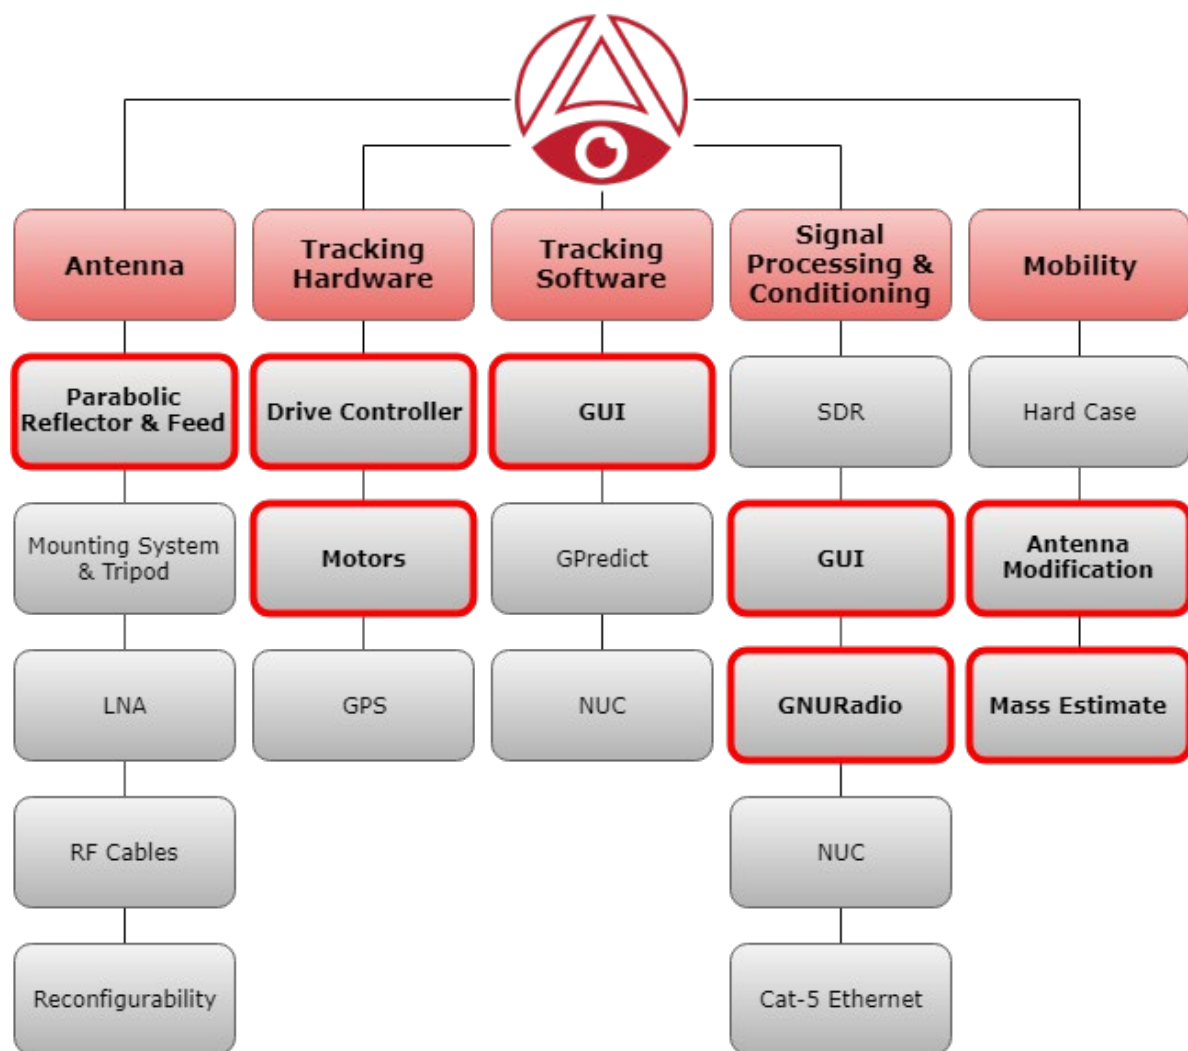 Antenna
Tracking
Hardware
Tracking
Software
Signal
Processing &
Conditioning
Mobility
Parabolic
Reflector & Feed
Drive Controller
GUI
SDR
Hard Case
Mounting System
& Tripod
Motors
GPredict
GUI
Antenna
Modification
LNA
GPS
NUC
GNURadio
Mass Estimate
RF Cables
NUC
Reconfigurability
Cat-5 Ethernet